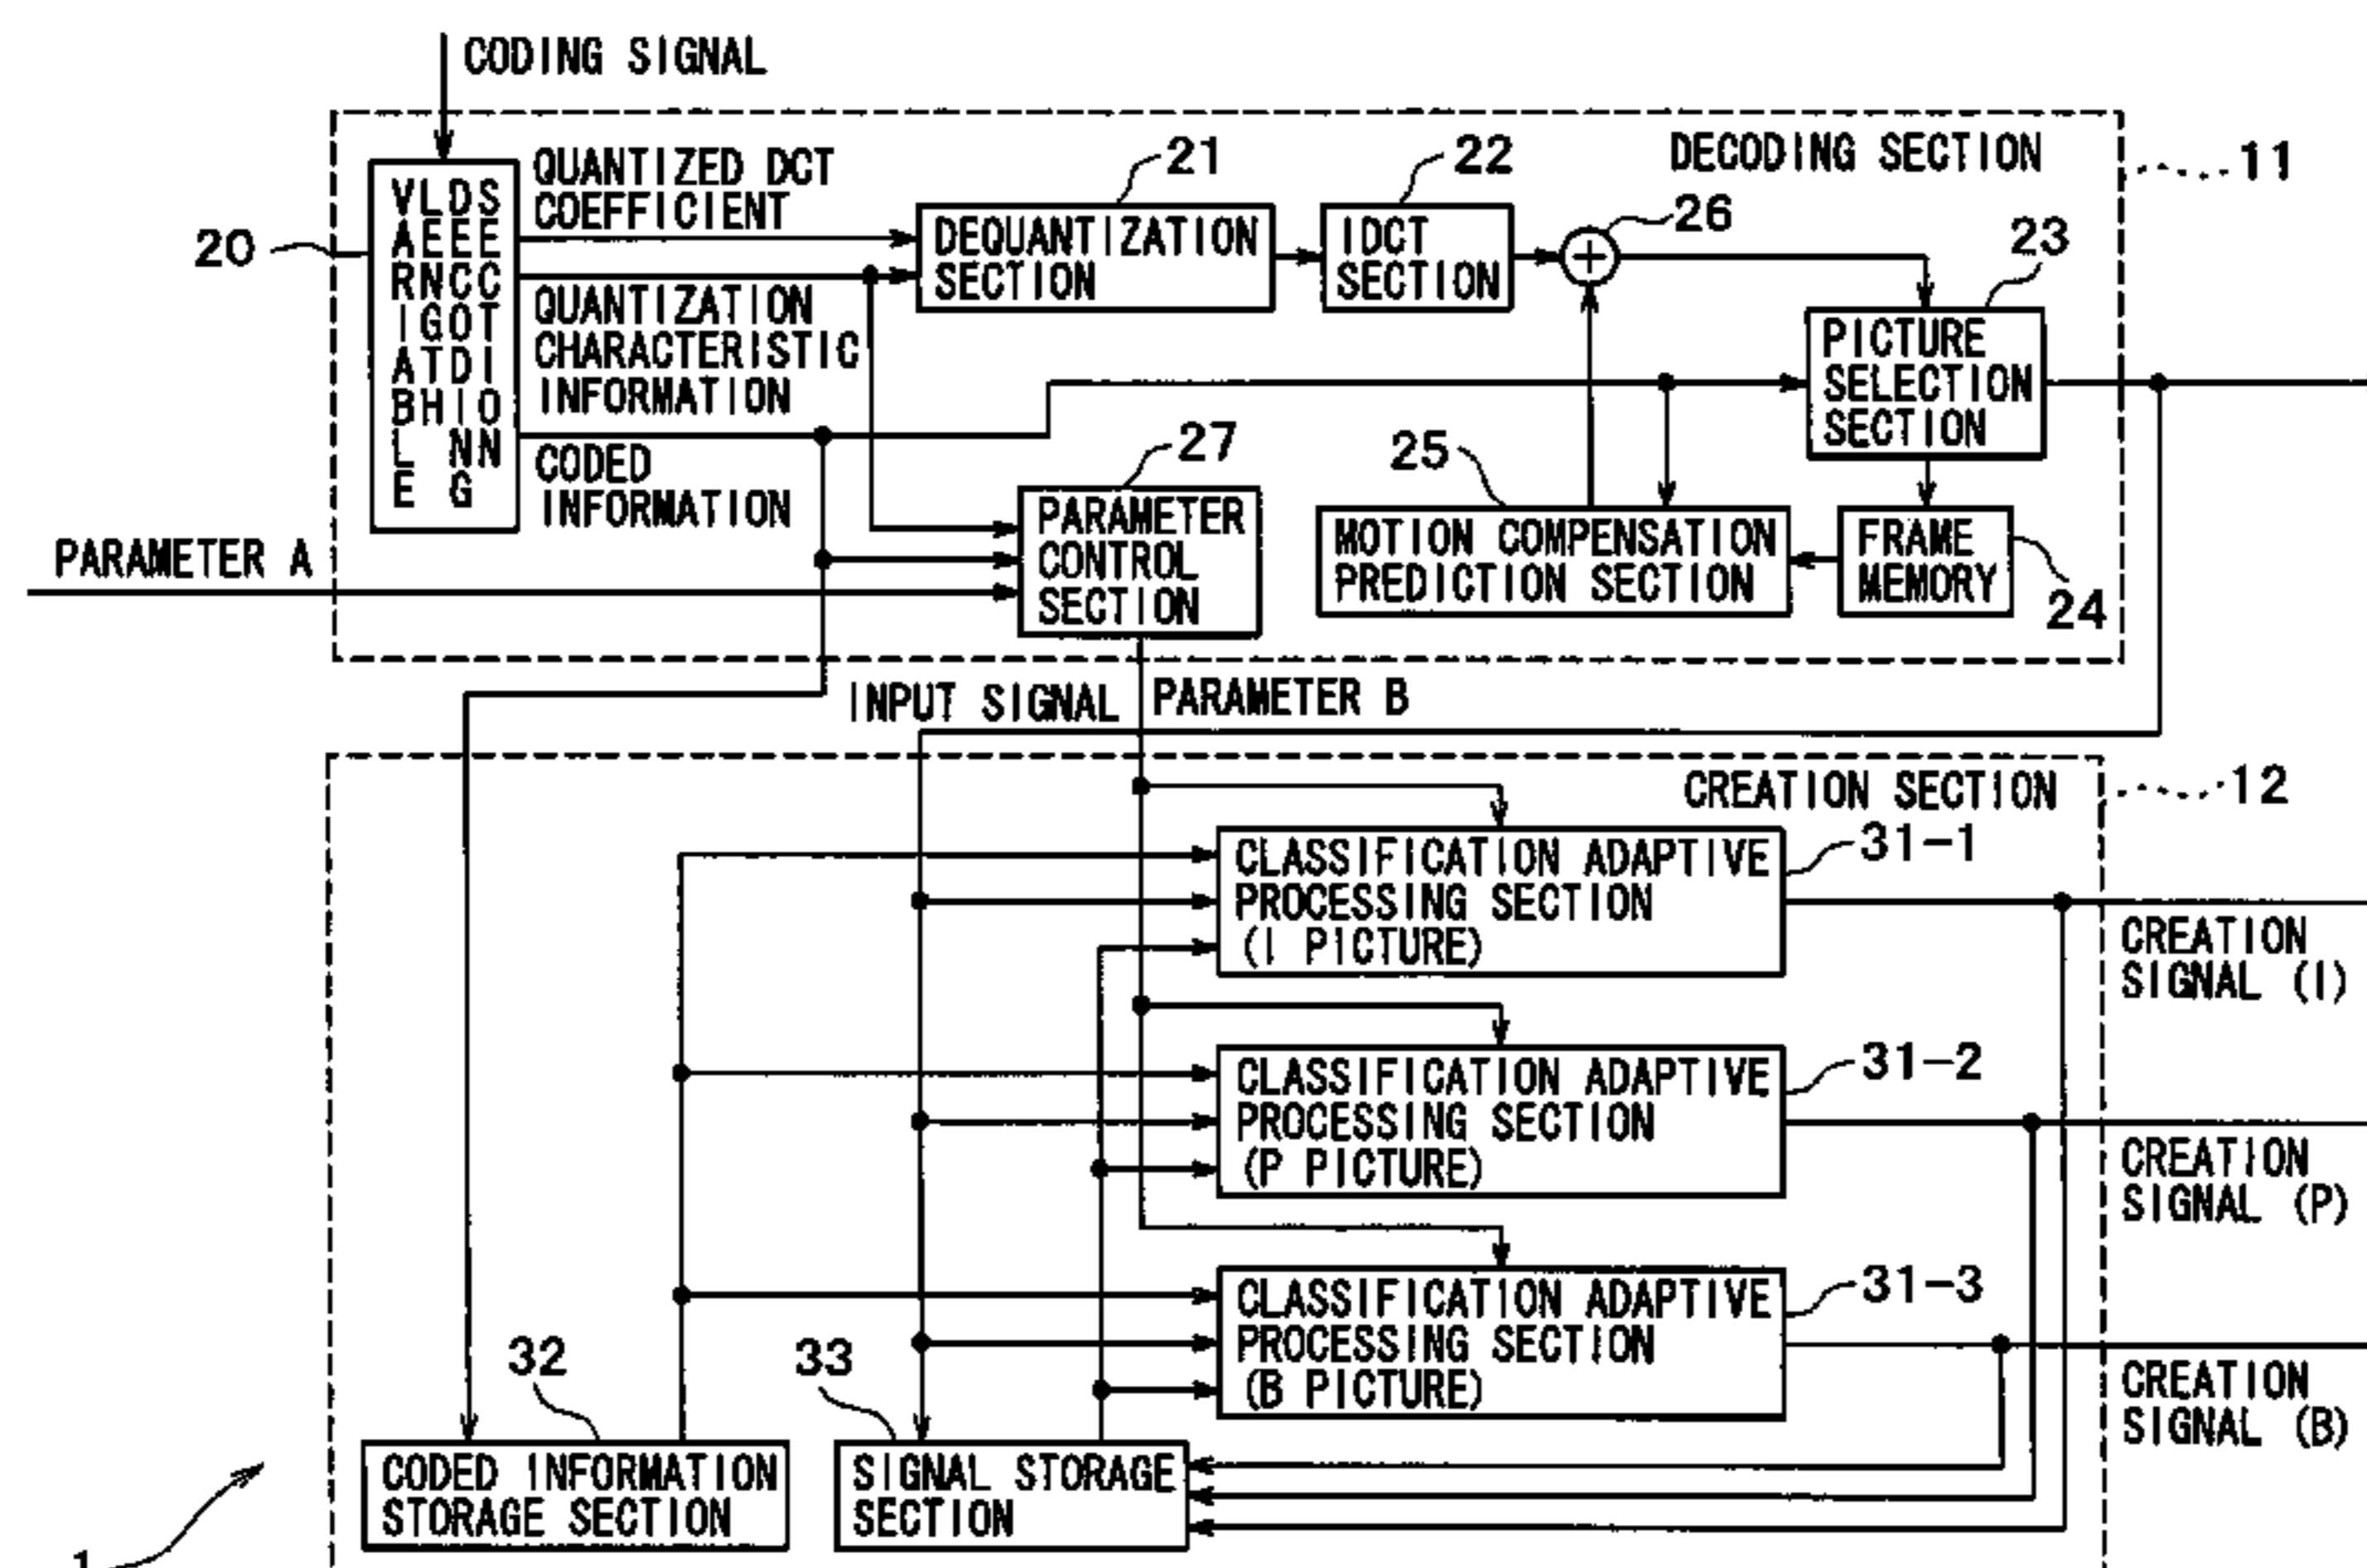 CODING SIGNAL
DECODING SECTION
11
20
VARIABLE
LENGTH
DECODING
SECTION
QUANTIZED DCT
COEFFICIENT
QUANTIZATION
CHARACTERISTIC
INFORMATION
CODED
INFORMATION
21
DEQUANTIZATION
SECTION
22
IDCT
SECTION
26
+
23
PICTURE
SELECTION
SECTION
27
PARAMETER
CONTROL
SECTION
25
MOTION COMPENSATION
PREDICTION SECTION
FRAME
MEMORY
24
PARAMETER A
INPUT SIGNAL
PARAMETER B
CREATION SECTION
12
CLASSIFICATION ADAPTIVE
PROCESSING SECTION
(I PICTURE)
31-1
CREATION
SIGNAL (I)
CLASSIFICATION ADAPTIVE
PROCESSING SECTION
(P PICTURE)
31-2
CREATION
SIGNAL (P)
CLASSIFICATION ADAPTIVE
PROCESSING SECTION
(B PICTURE)
31-3
CREATION
SIGNAL (B)
32
CODED INFORMATION
STORAGE SECTION
33
SIGNAL STORAGE
SECTION
1